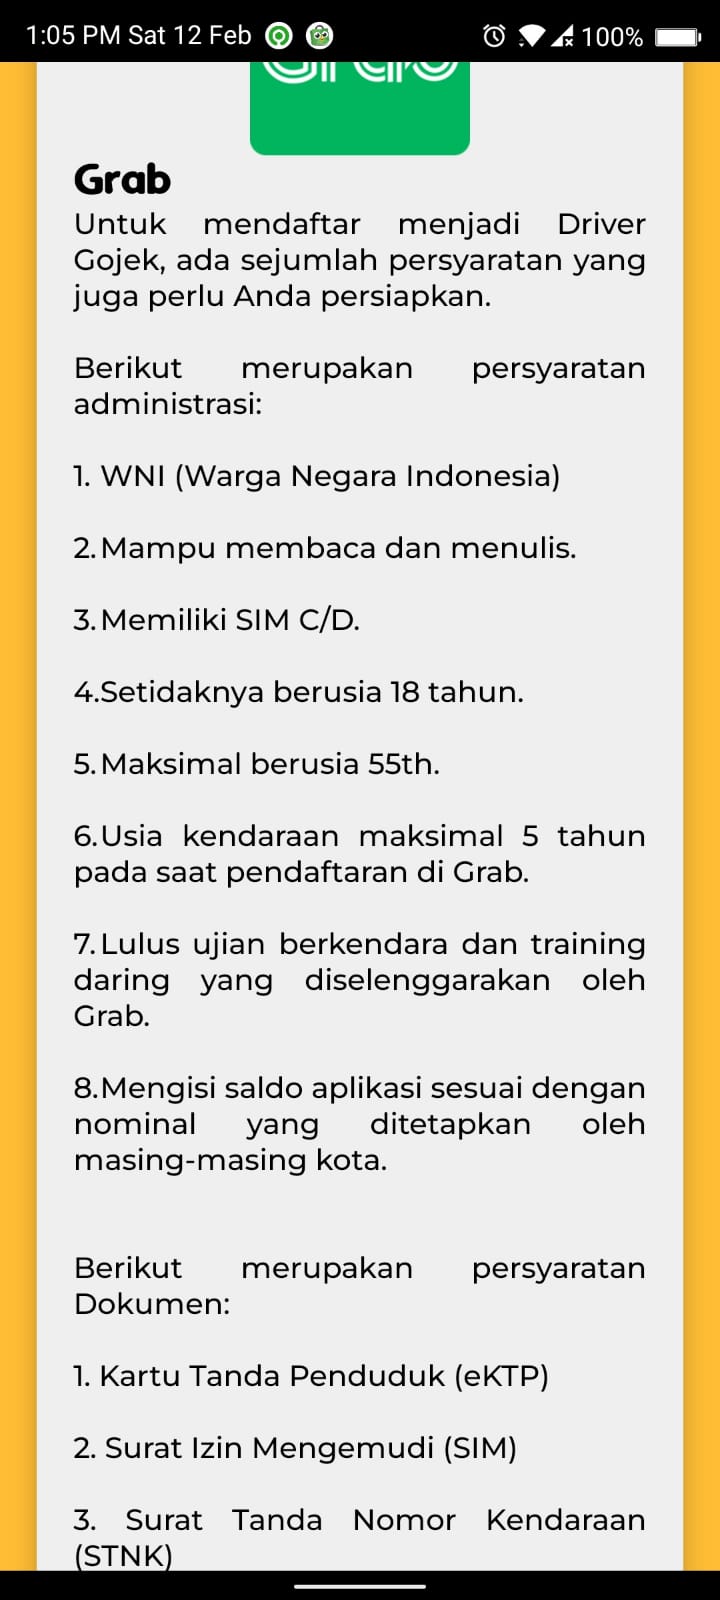 1:05 PM Sat 12 Feb
100%
Grab
Untuk mendaftar menjadi Driver
Gojek, ada sejumlah persyaratan yang
juga perlu Anda persiapkan.
Berikut merupakan persyaratan
administrasi:
1. WNI (Warga Negara Indonesia)
2.Mampu membaca dan menulis.
3.Memiliki SIM C/D.
4.Setidaknya berusia 18 tahun.
5.Maksimal berusia 55th.
6.Usia kendaraan maksimal 5 tahun
pada saat pendaftaran di Grab.
7.Lulus ujian berkendara dan training
daring yang diselenggarakan oleh
Grab.
8.Mengisi saldo aplikasi sesuai dengan
nominal yang ditetapkan oleh
masing-masing kota.
Berikut merupakan persyaratan
Dokumen:
1. Kartu Tanda Penduduk (eKTP)
2. Surat Izin Mengemudi (SIM)
3. Surat Tanda Nomor Kendaraan
(STNK)